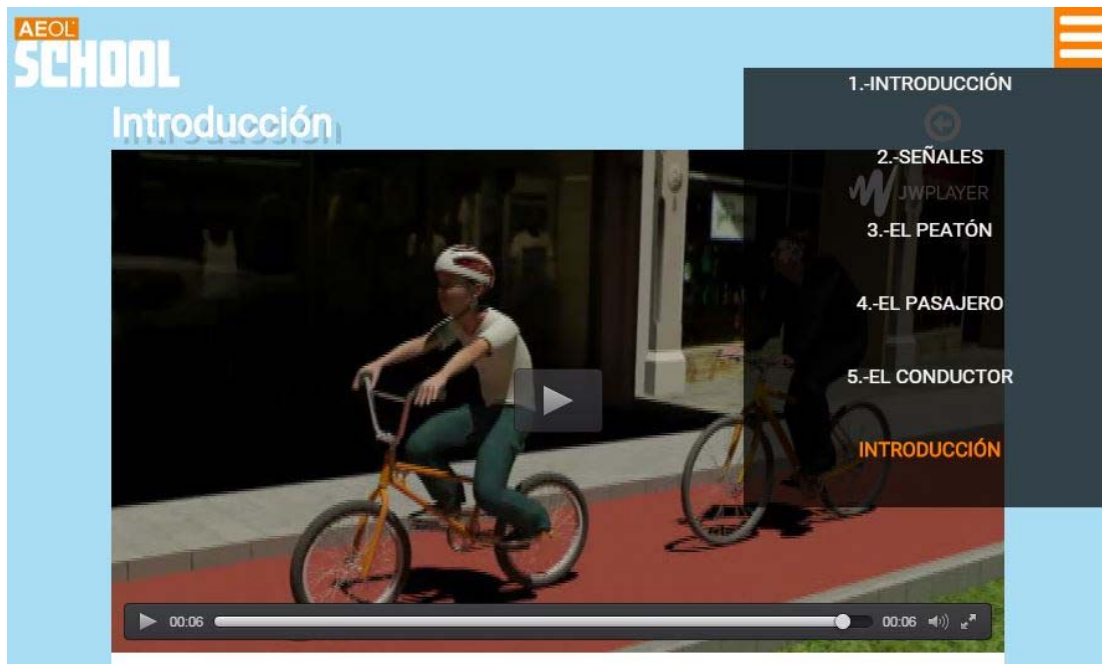 AEOL
SCHOOL
Introducción
1.-INTRODUCCIÓN
2.-SEÑALES
JWPLAYER
3.-EL PEATÓN
4.-EL PASAJERO
5.-EL CONDUCTOR
INTRODUCCIÓN
00:06
00:06